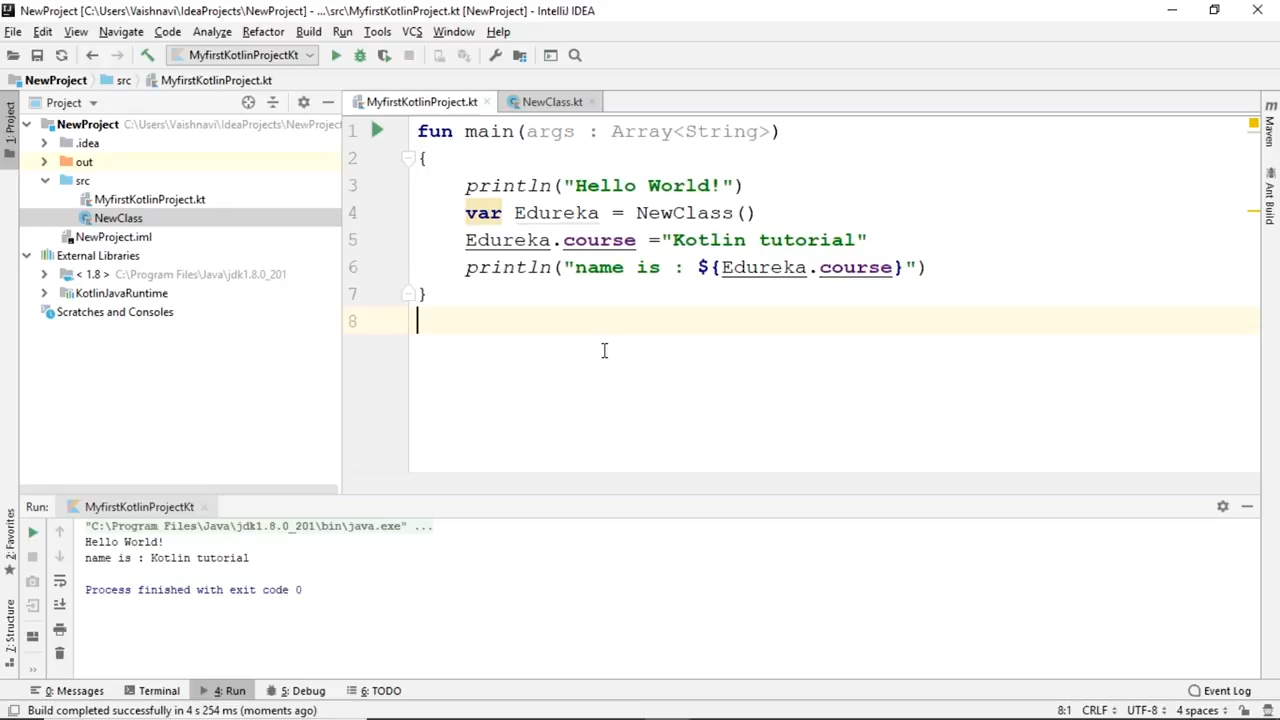 NewProject [C:\Users\Vaishnavi\IdeaProjects\NewProject] - ...\src\MyfirstKotlinProject.kt [NewProject] - IntelliJ IDEA
File Edit View Navigate Code Analyze Refactor Build Run Tools VCS Window Help
MyfirstKotlinProjectKt
NewProject src MyfirstKotlinProject.kt
1: Project
Project
NewProject C:\Users\Vaishnavi\IdeaProjects\NewProject
.idea
out
src
MyfirstKotlinProject.kt
NewClass
NewProject.iml
External Libraries
< 1.8 > C:\Program Files\Java\jdk1.8.0_201
KotlinJavaRuntime
Scratches and Consoles
MyfirstKotlinProject.kt NewClass.kt
1 fun main(args : Array<String>)
2 {
3 println("Hello World!")
4 var Edureka = NewClass()
5 Edureka.course ="Kotlin tutorial"
6 println("name is : ${Edureka.course}")
7 }
8
m Maven
Ant Build
Run: MyfirstKotlinProjectKt
"C:\Program Files\Java\jdk1.8.0_201\bin\java.exe" ...
Hello World!
name is : Kotlin tutorial
Process finished with exit code 0
2: Favorites
7: Structure
0: Messages Terminal 4: Run 5: Debug 6: TODO Event Log
Build completed successfully in 4 s 254 ms (moments ago) 8:1 CRLF UTF-8 4 spaces